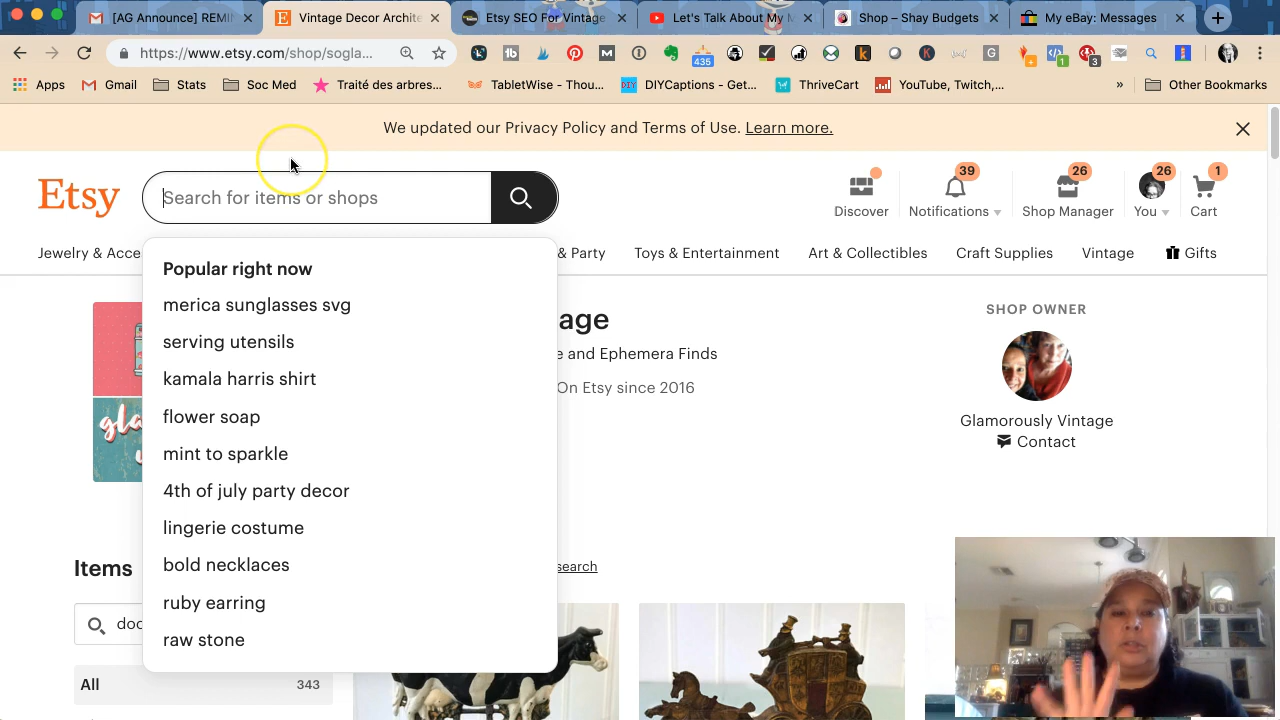 [AG Announce] REMI
Vintage Decor Archite
Etsy SEO For Vintage
Let's Talk About My M
Shop – Shay Budgets
My eBay: Messages
https://www.etsy.com/shop/sogla...
435
1
3
Apps
Gmail
Stats
Soc Med
Traité des arbres...
TabletWise - Thou...
DIYCaptions - Get...
ThriveCart
YouTube, Twitch,...
»
Other Bookmarks
We updated our Privacy Policy and Terms of Use. Learn more.
Etsy
Search for items or shops
39
26
26
1
Discover
Notifications
Shop Manager
You
Cart
Jewelry & Acce
& Party
Toys & Entertainment
Art & Collectibles
Craft Supplies
Vintage
Gifts
Popular right now
merica sunglasses svg
serving utensils
kamala harris shirt
flower soap
mint to sparkle
4th of july party decor
lingerie costume
bold necklaces
ruby earring
raw stone
age
e and Ephemera Finds
On Etsy since 2016
SHOP OWNER
Glamorously Vintage
Contact
gla
Items
search
doc
All
343